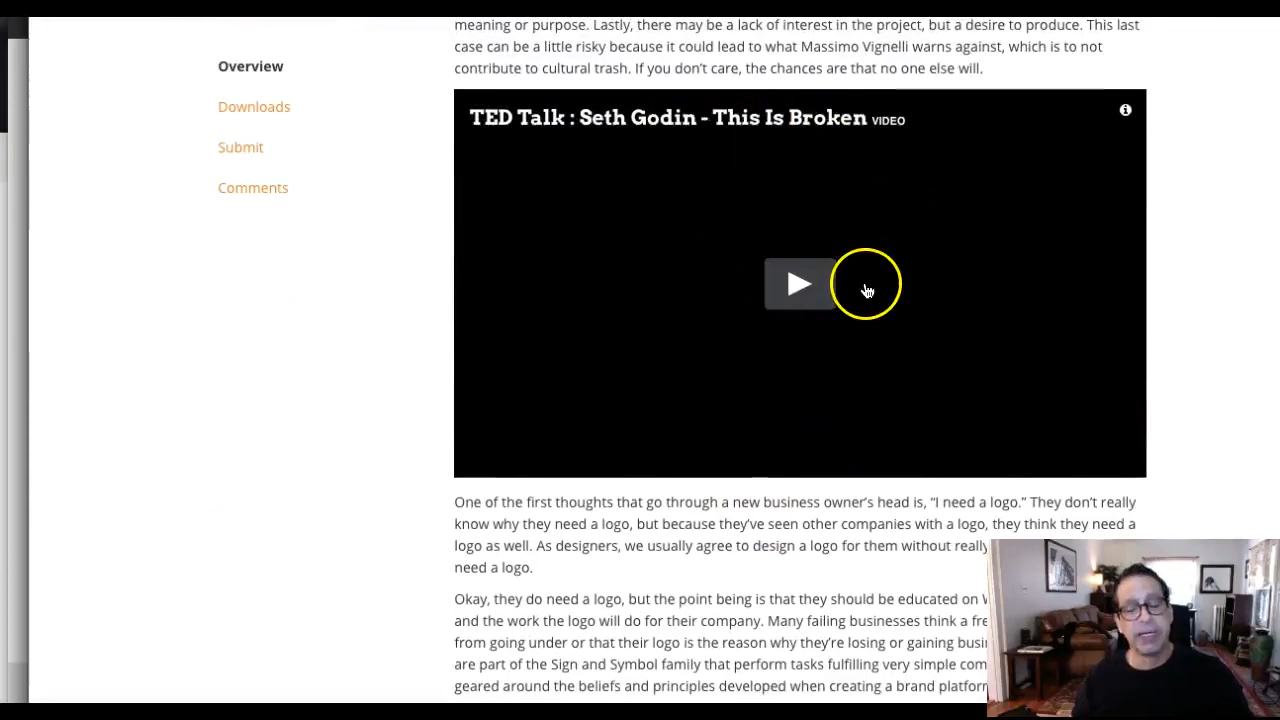 meaning or purpose. Lastly, there may be a lack of interest in the project, but a desire to produce. This last
case can be a little risky because it could lead to what Massimo Vignelli warns against, which is to not
contribute to cultural trash. If you don't care, the chances are that no one else will.
Overview
Downloads
Submit
Comments
TED Talk : Seth Godin - This Is Broken VIDEO
One of the first thoughts that go through a new business owner's head is, “I need a logo.” They don't really
know why they need a logo, but because they've seen other companies with a logo, they think they need a
logo as well. As designers, we usually agree to design a logo for them without really
need a logo.
Okay, they do need a logo, but the point being is that they should be educated on
and the work the logo will do for their company. Many failing businesses think a
from going under or that their logo is the reason why they're losing or gaining
are part of the Sign and Symbol family that perform tasks fulfilling very simple
geared around the beliefs and principles developed when creating a brand